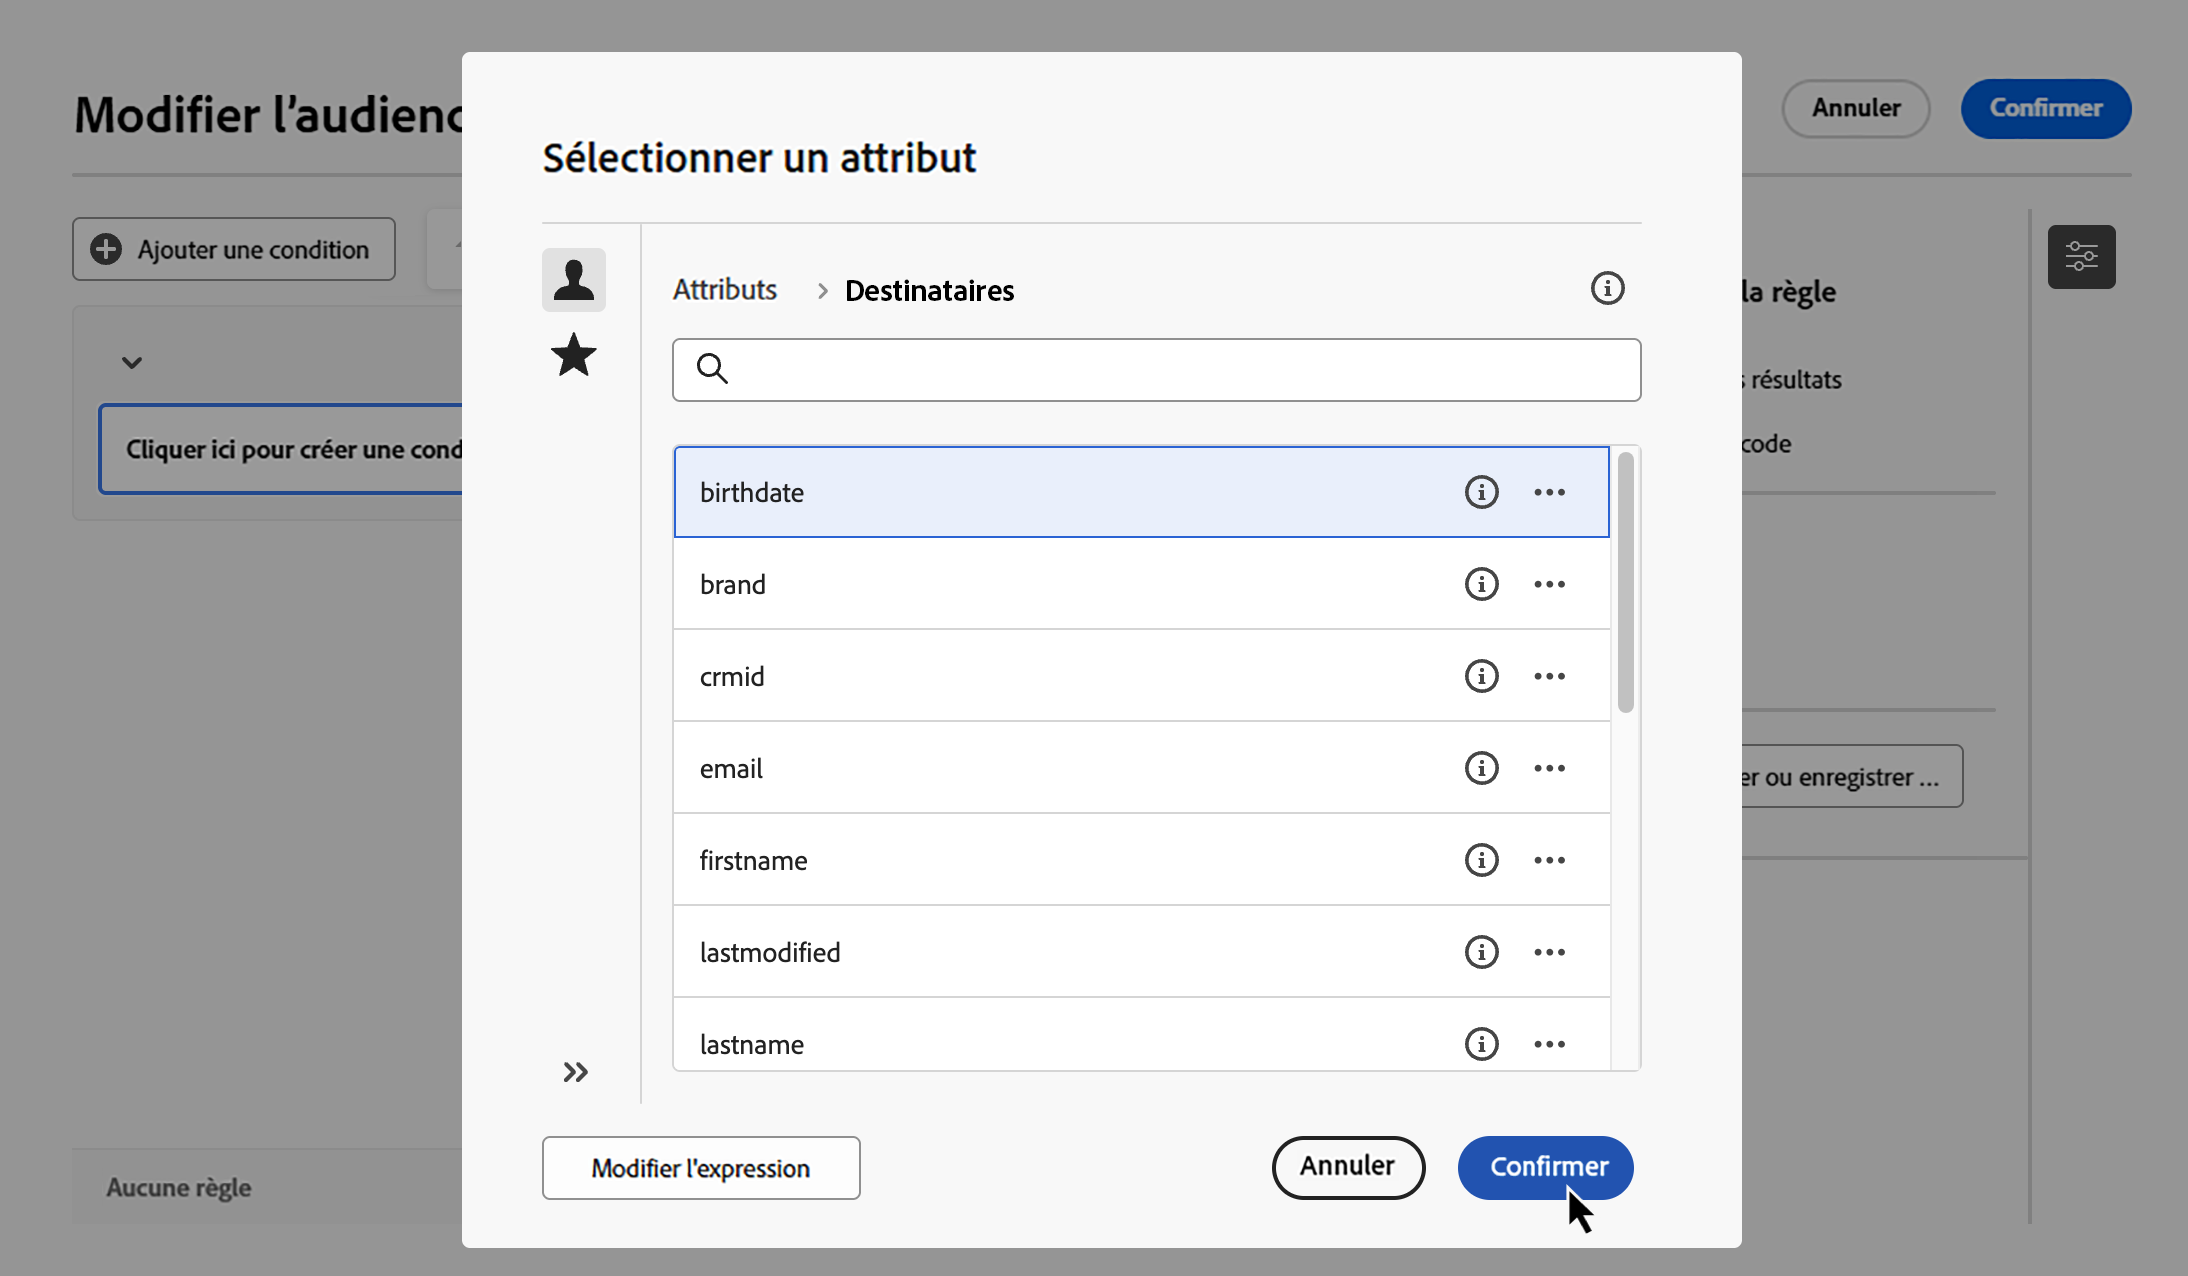 Modifier l'audienc
Annuler
Confirmer
Sélectionner un attribut
Ajouter une condition
Attributs > Destinataires
la règle
résultats
code
Cliquer ici pour créer une cond
birthdate
brand
crmid
email
er ou enregistrer ...
firstname
lastmodified
lastname
Modifier l'expression
Annuler
Confirmer
Aucune règle